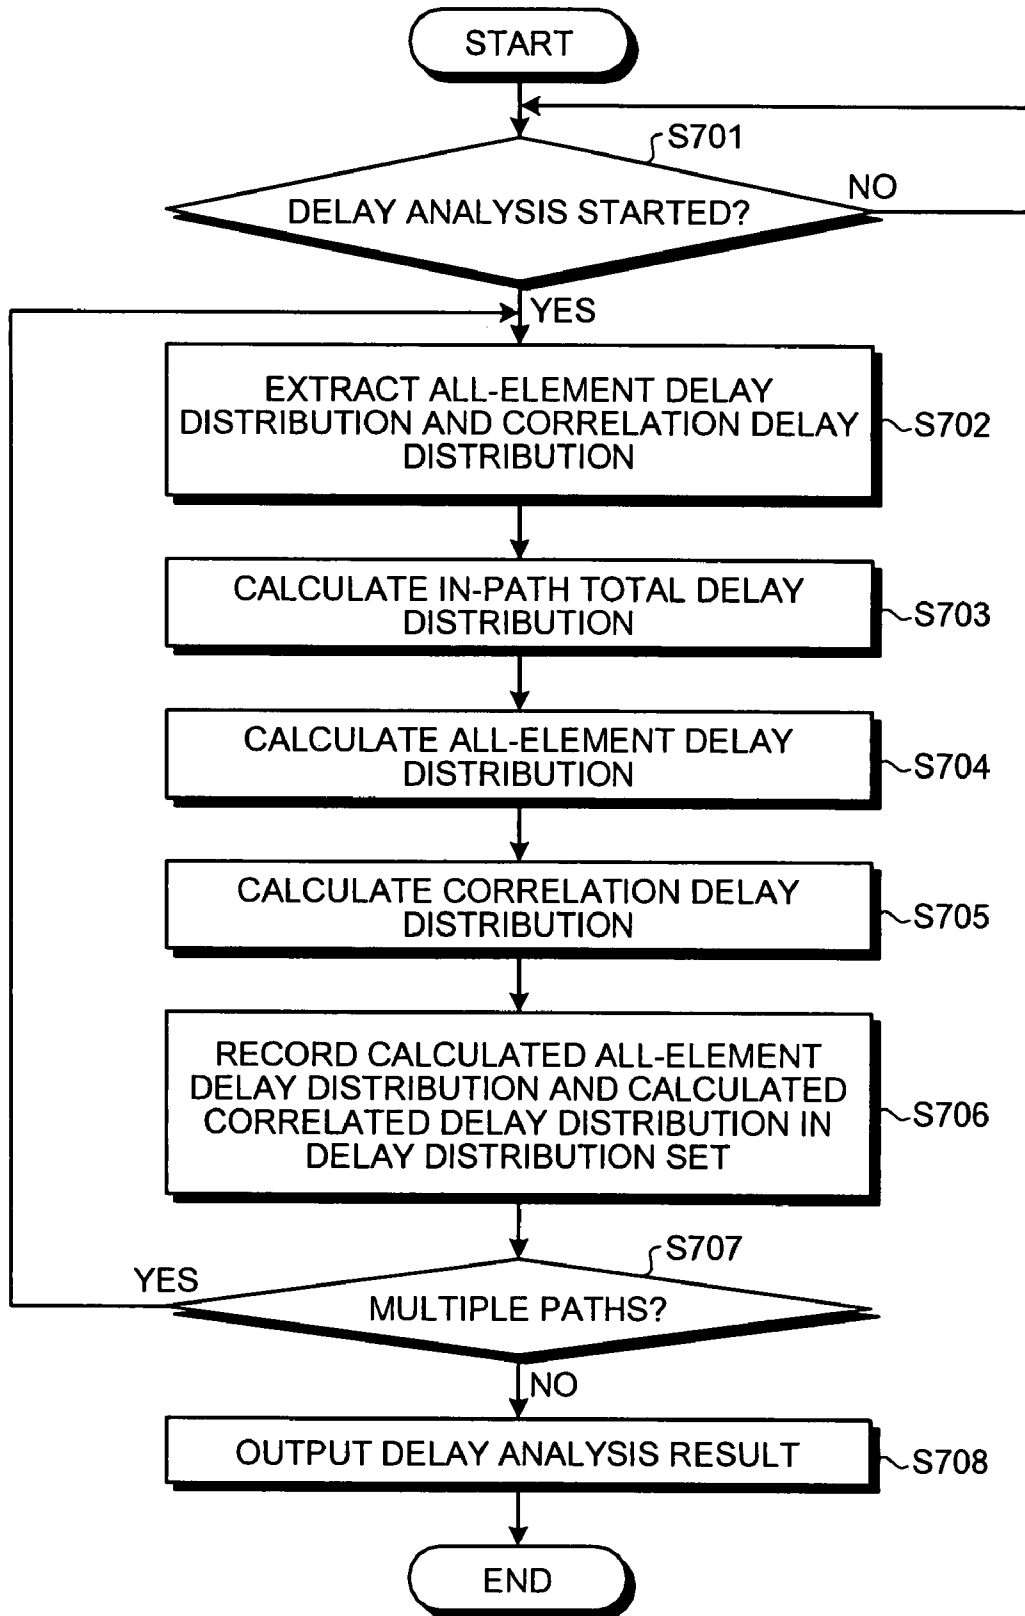 START
S701
NO
DELAY ANALYSIS STARTED?
YES
EXTRACT ALL-ELEMENT DELAY
DISTRIBUTION AND CORRELATION DELAY
DISTRIBUTION
S702
CALCULATE IN-PATH TOTAL DELAY
DISTRIBUTION
S703
CALCULATE ALL-ELEMENT DELAY
DISTRIBUTION
S704
CALCULATE CORRELATION DELAY
DISTRIBUTION
S705
RECORD CALCULATED ALL-ELEMENT
DELAY DISTRIBUTION AND CALCULATED
CORRELATED DELAY DISTRIBUTION IN
DELAY DISTRIBUTION SET
S706
S707
YES
MULTIPLE PATHS?
NO
OUTPUT DELAY ANALYSIS RESULT
S708
END